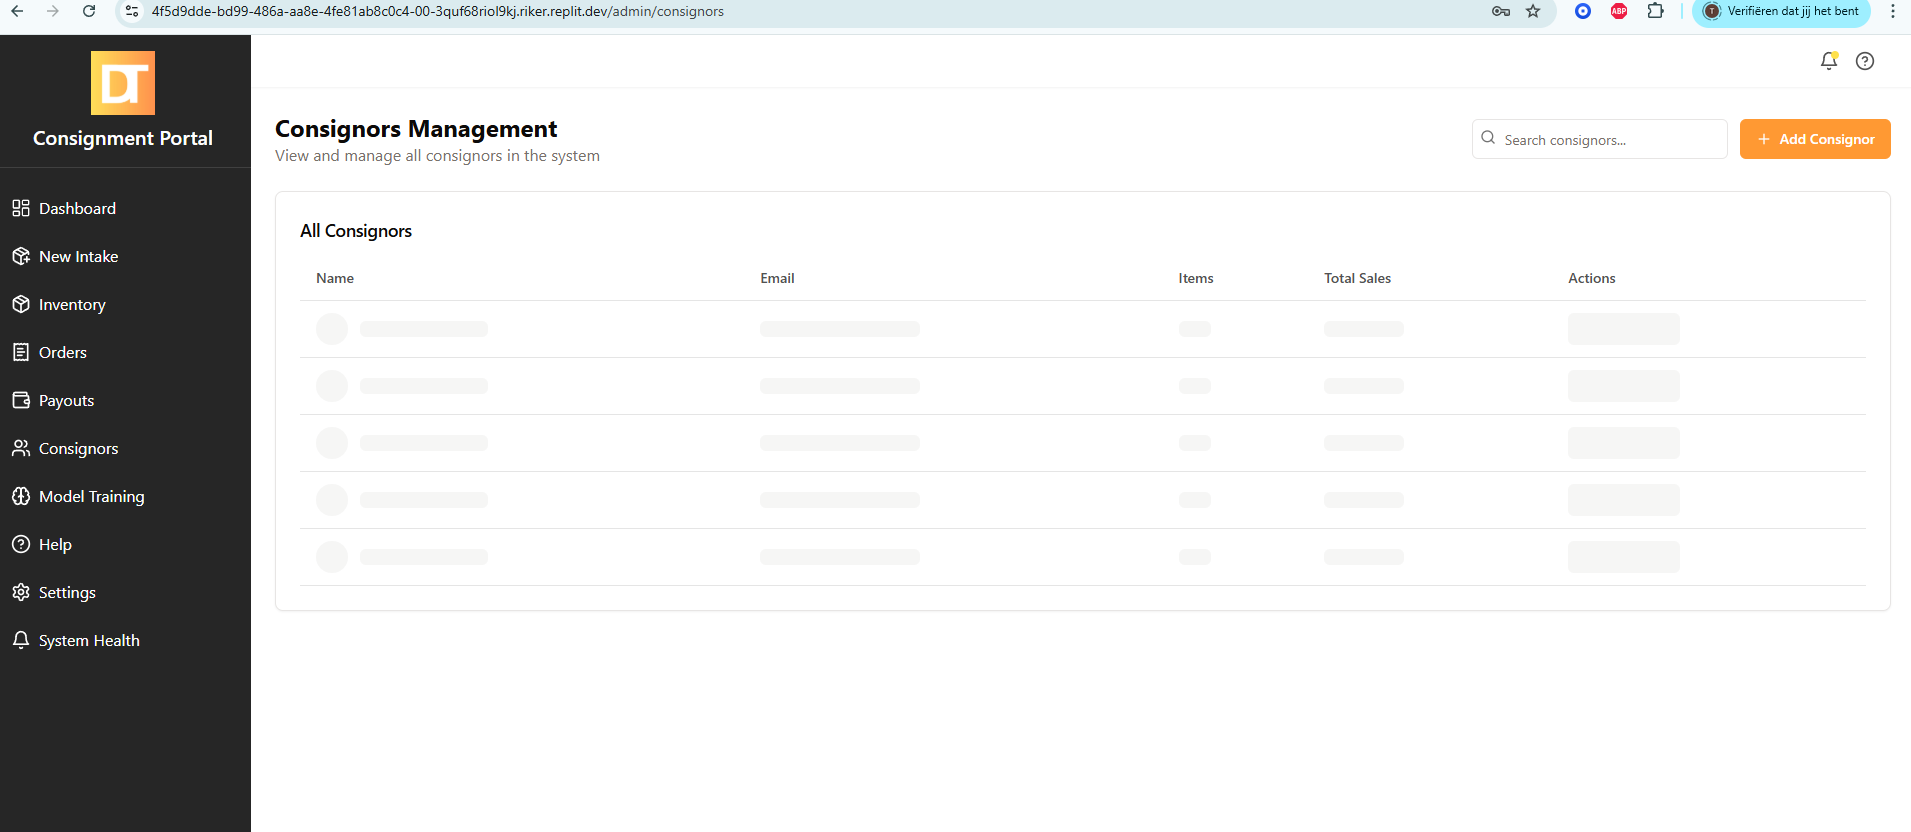 4f5d9dde-bd99-486a-aa8e-4fe81ab8c0c4-00-3quf68riol9kj.riker.replit.dev/admin/consignors
ABP
T
Verifiëren dat jij het bent
DT
Consignment Portal
Dashboard
New Intake
Inventory
Orders
Payouts
Consignors
Model Training
Help
Settings
System Health
Consignors Management
View and manage all consignors in the system
Search consignors...
+ Add Consignor
All Consignors
Name Email Items Total Sales Actions